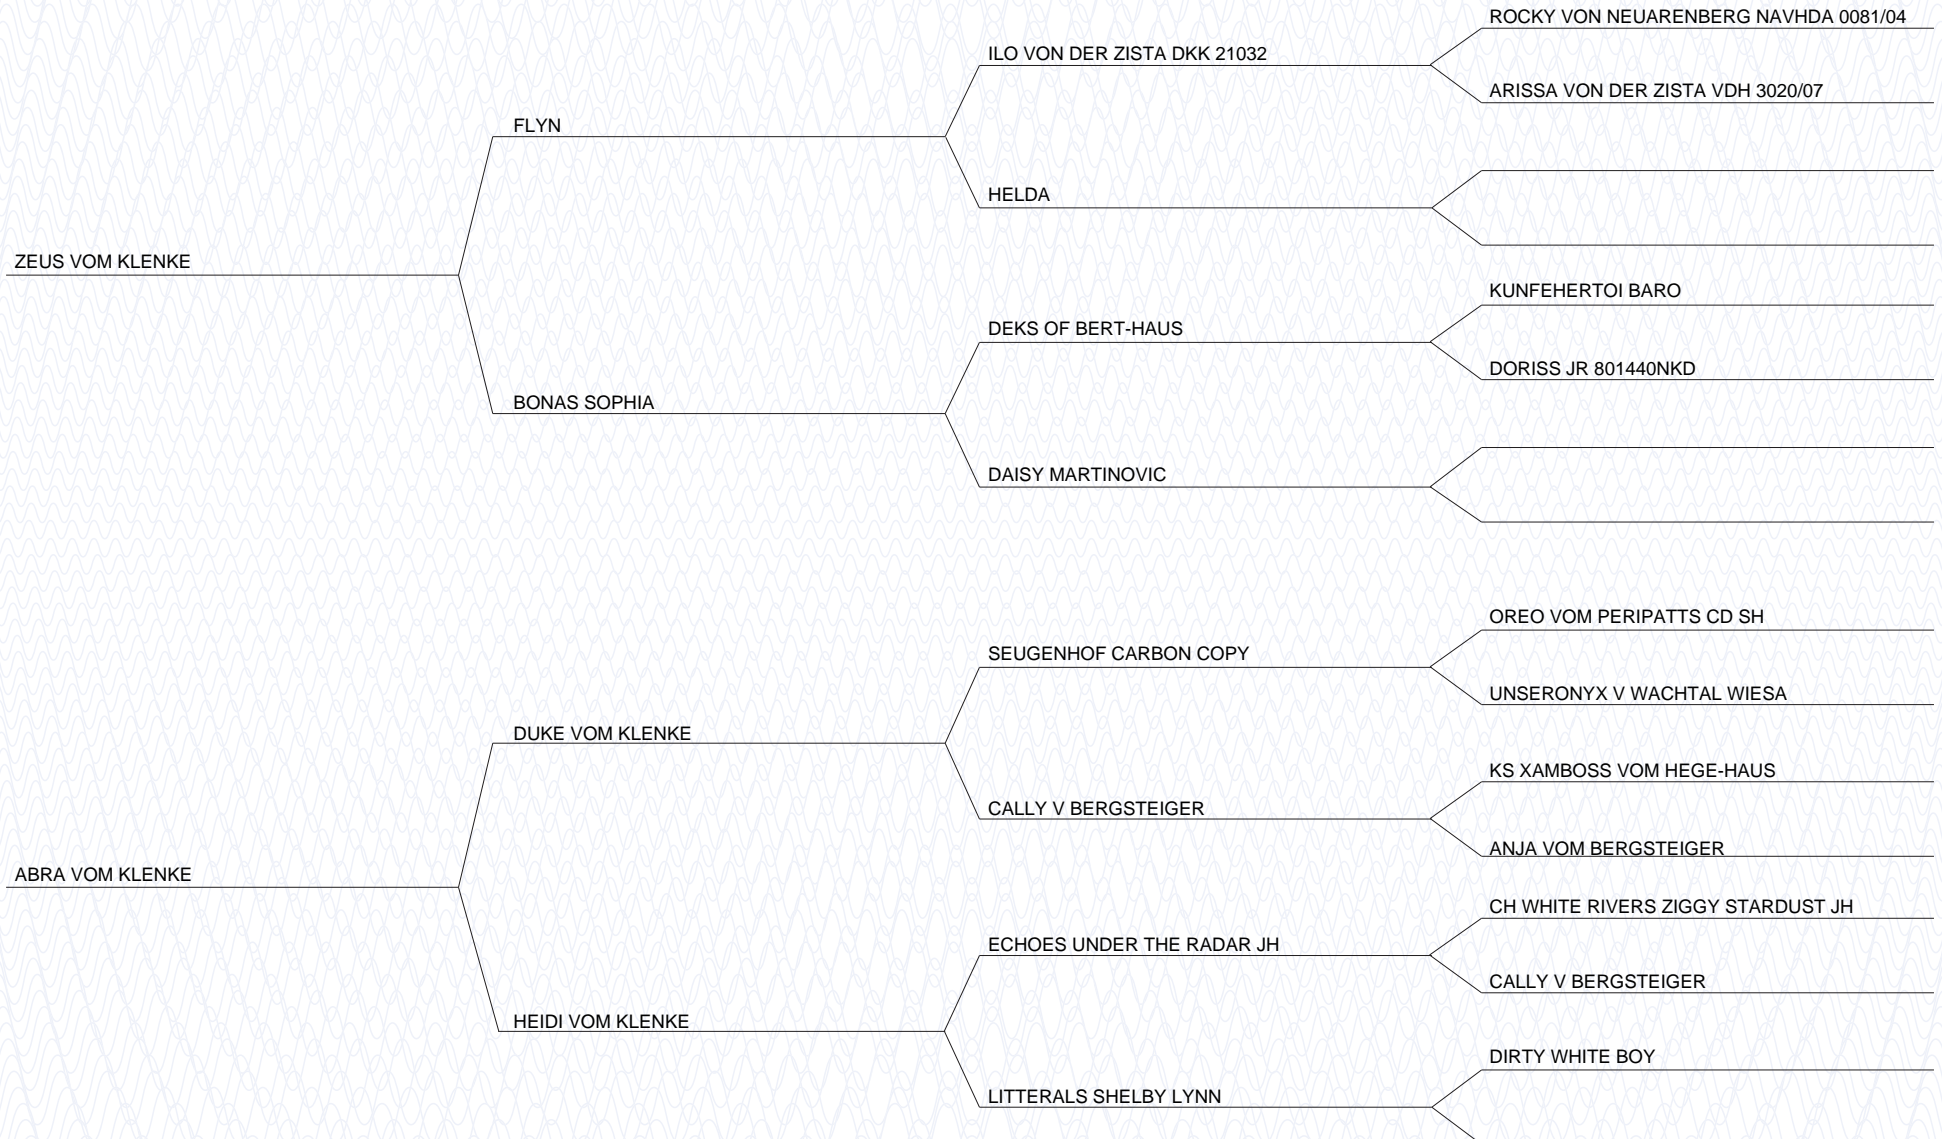 ROCKY VON NEUARENBERG NAVHDA 0081/04
ILO VON DER ZISTA DKK 21032
ARISSA VON DER ZISTA VDH 3020/07
FLYN
HELDA
ZEUS VOM KLENKE
KUNFEHERTOI BARO
DEKS OF BERT-HAUS
DORISS JR 801440NKD
BONAS SOPHIA
DAISY MARTINOVIC
OREO VOM PERIPATTS CD SH
SEUGENHOF CARBON COPY
UNSERONYX V WACHTAL WIESA
DUKE VOM KLENKE
KS XAMBOSS VOM HEGE-HAUS
CALLY V BERGSTEIGER
ANJA VOM BERGSTEIGER
ABRA VOM KLENKE
CH WHITE RIVERS ZIGGY STARDUST JH
ECHOES UNDER THE RADAR JH
CALLY V BERGSTEIGER
HEIDI VOM KLENKE
DIRTY WHITE BOY
LITTERALS SHELBY LYNN